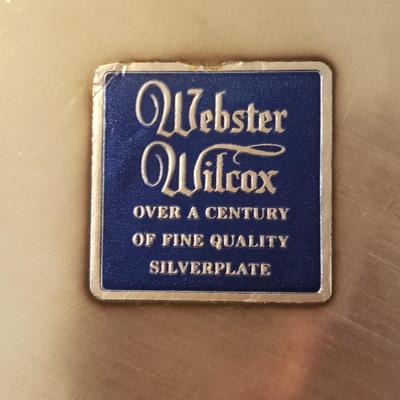 Webster
Wilcox
OVER A CENTURY
OF FINE QUALITY
SILVERPLATE